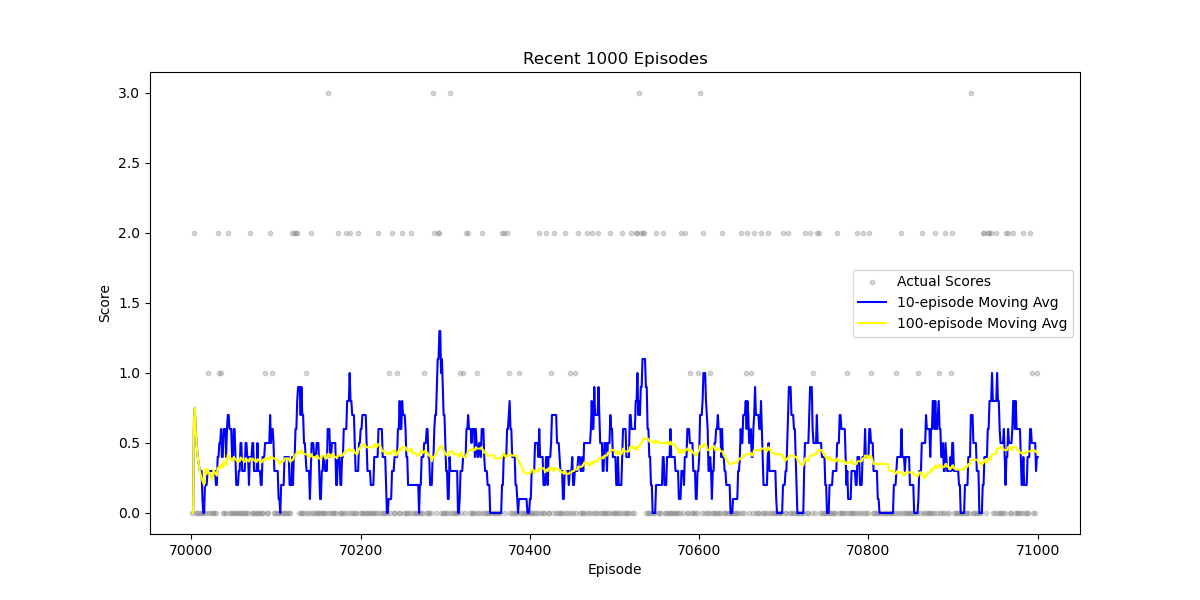 Recent 1000 Episodes
Score
3.0
2.5
2.0
1.5
1.0
0.5
0.0
Actual Scores
10-episode Moving Avg
100-episode Moving Avg
70000 70200 70400 70600 70800 71000
Episode